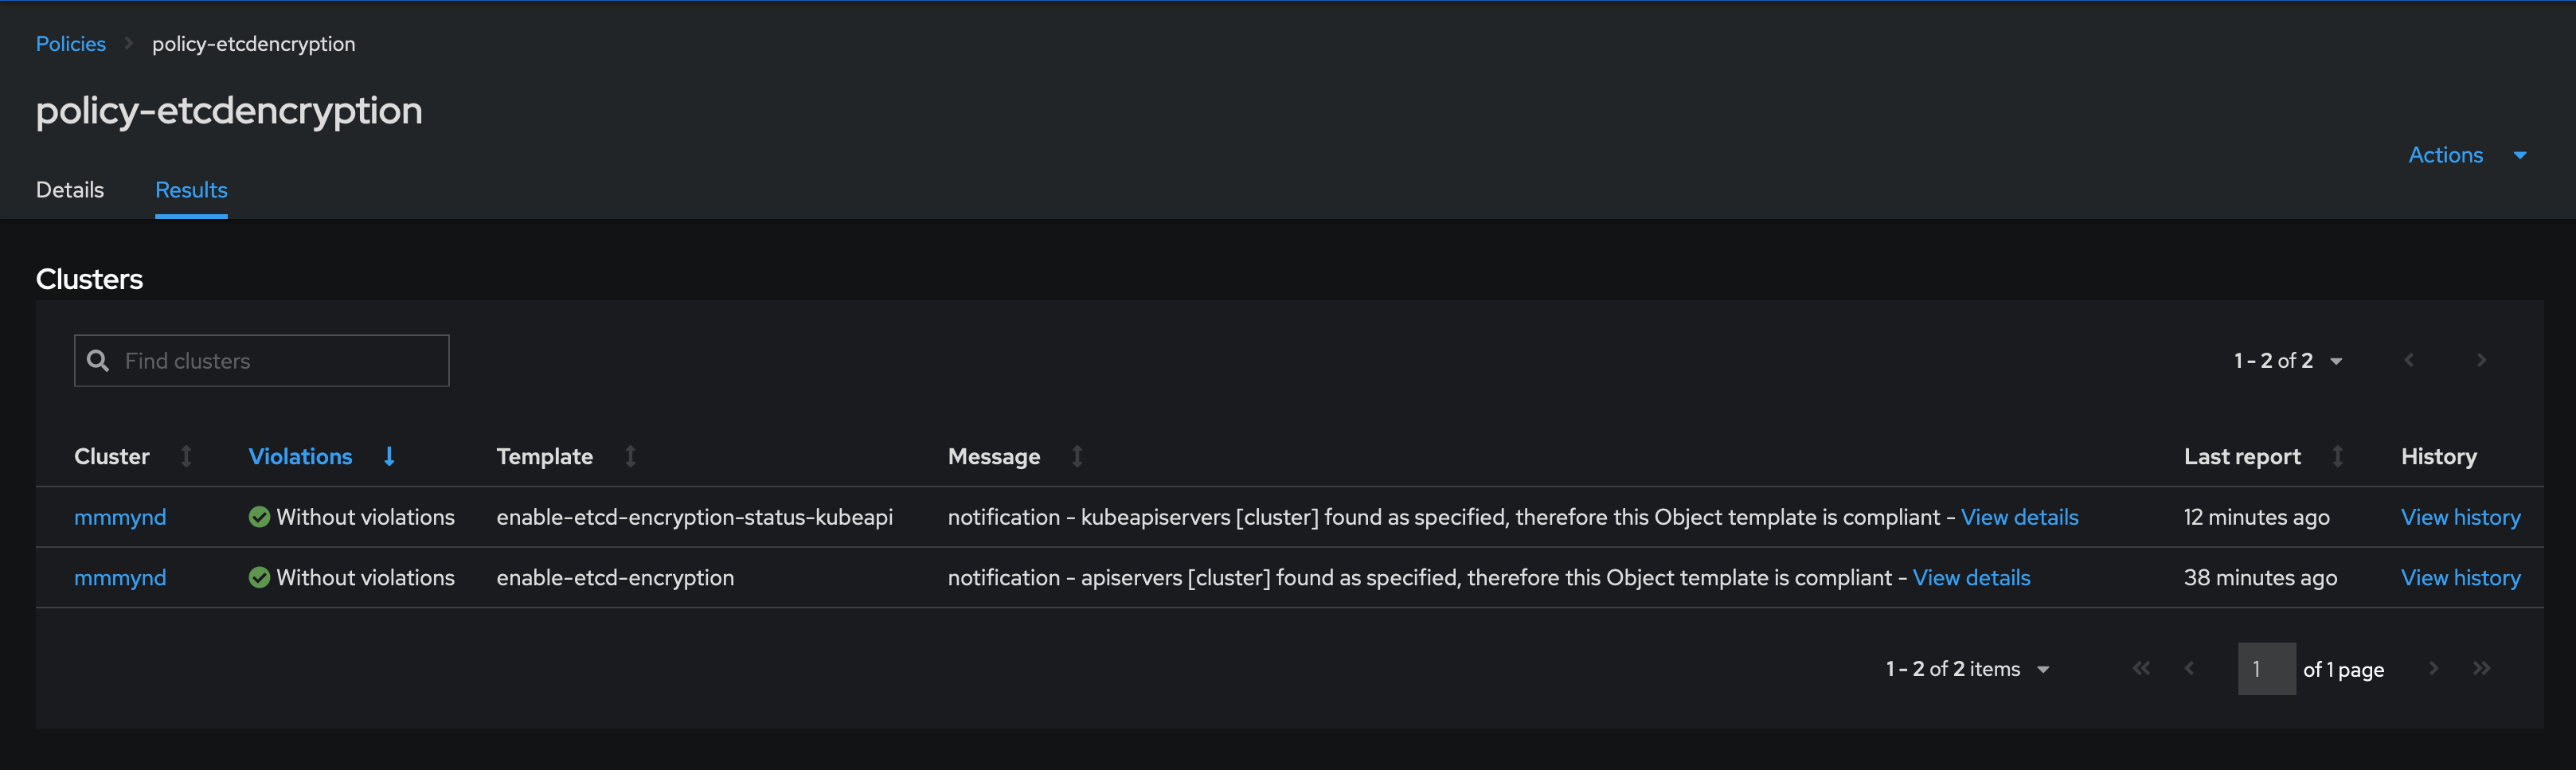 Policies policy-etcdencryption
policy-etcdencryption
Actions
Details Results
Clusters
Find clusters 1 - 2 of 2
Cluster Violations Template Message Last report History
mmmynd Without violations enable-etcd-encryption-status-kubeapi notification - kubeapiservers [cluster] found as specified, therefore this Object template is compliant - View details 12 minutes ago View history
mmmynd Without violations enable-etcd-encryption notification - apiservers [cluster] found as specified, therefore this Object template is compliant - View details 38 minutes ago View history
1 - 2 of 2 items 1 of 1 page